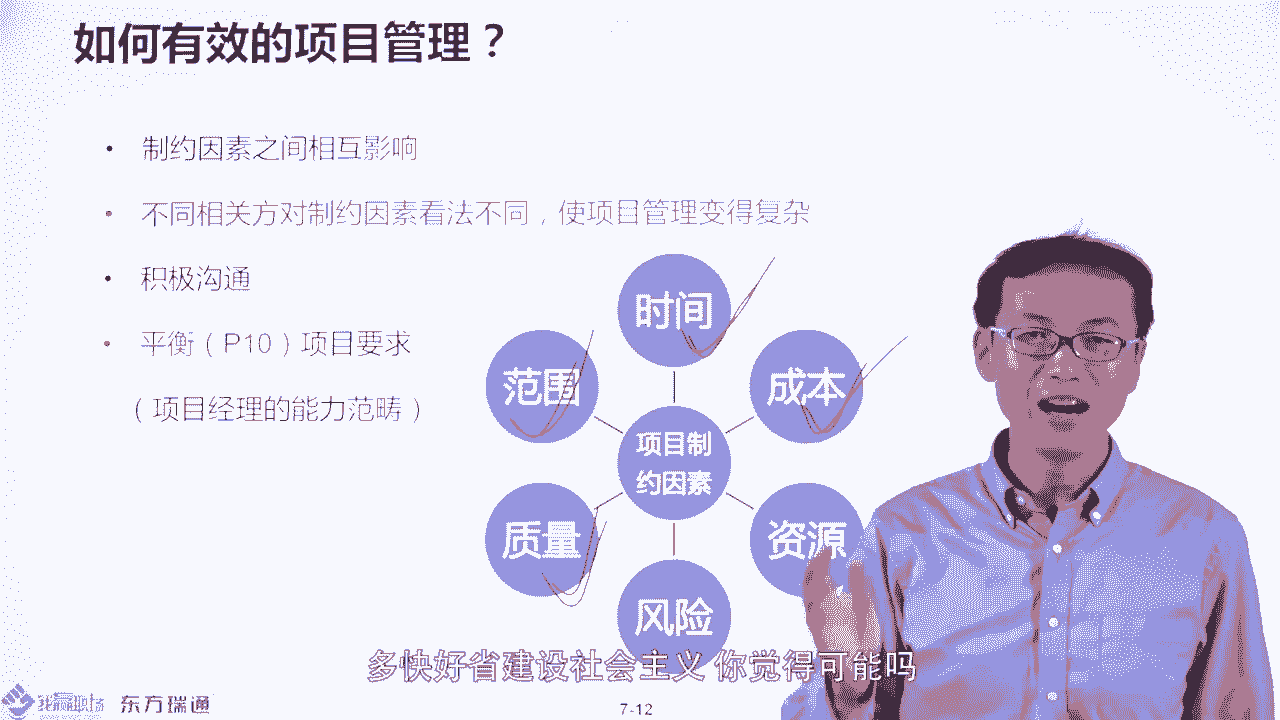 如何有效的项目管理？
• 制约因素之间相互影响
• 不同相关方对制约因素看法不同，使项目管理变得复杂
• 积极沟通
• 平衡（P10）项目要求
（项目经理的能力范畴）
时间
范围
成本
项目制
约因素
质量
资源
风险
多快好省建设社会主义 你觉得可能吗
我赢职场 东方瑞通
7-12